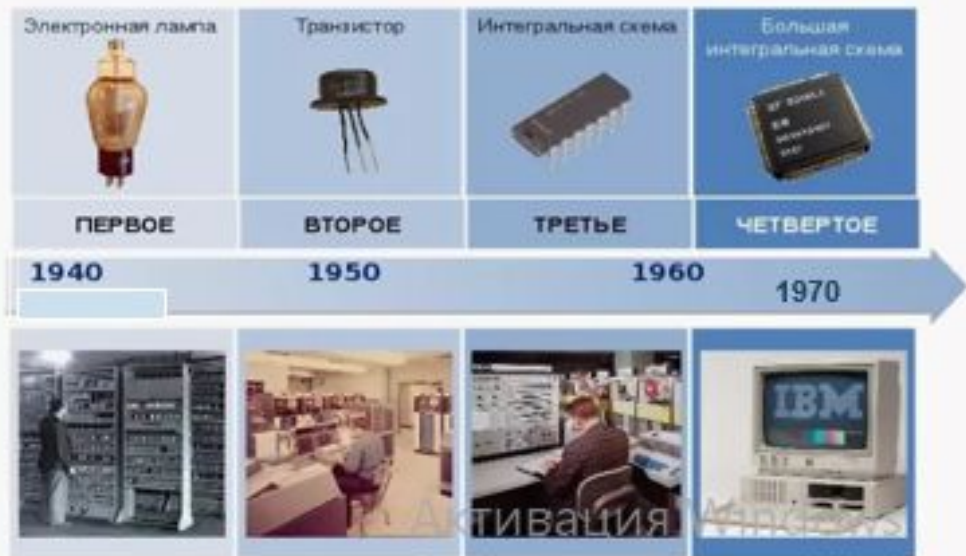 Электронная лампа
Транзистор
Интегральная схема
Большая
интегральная схема
ПЕРВОЕ
ВТОРОЕ
ТРЕТЬЕ
ЧЕТВЕРТОЕ
1940
1950
1960
1970
IBM
Активация Windows